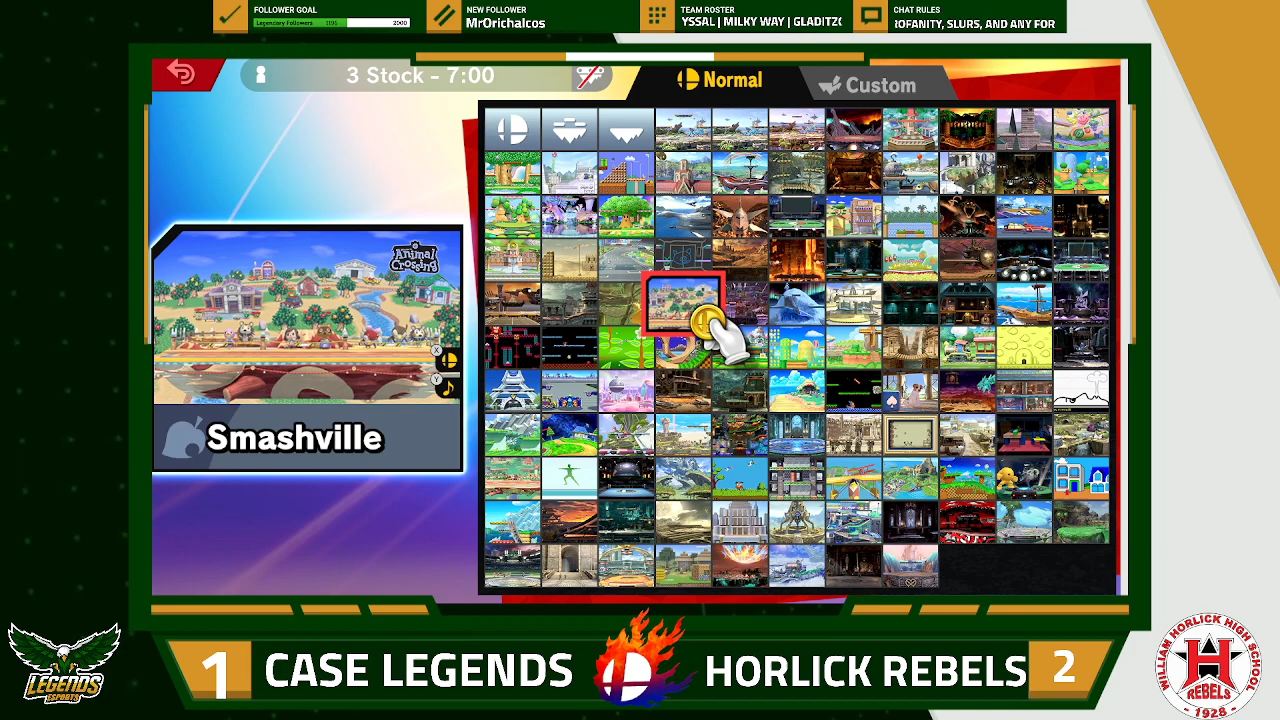 FOLLOWER GOAL
Legendary Followers 1195 2000
NEW FOLLOWER
MrOrichalcos
TEAM ROSTER
YSSAL | MILKY WAY | GLADITZ(
CHAT RULES
ROFANITY, SLURS, AND ANY FOR
3 Stock - 7:00
Normal
Custom
Animal
Crossing
X
Y
Smashville
LEGENDS
ESPORTS
1 CASE LEGENDS
HORLICK REBELS 2
WILLIAM HORLICK HIGH SCHOOL
H
REBELS
1928